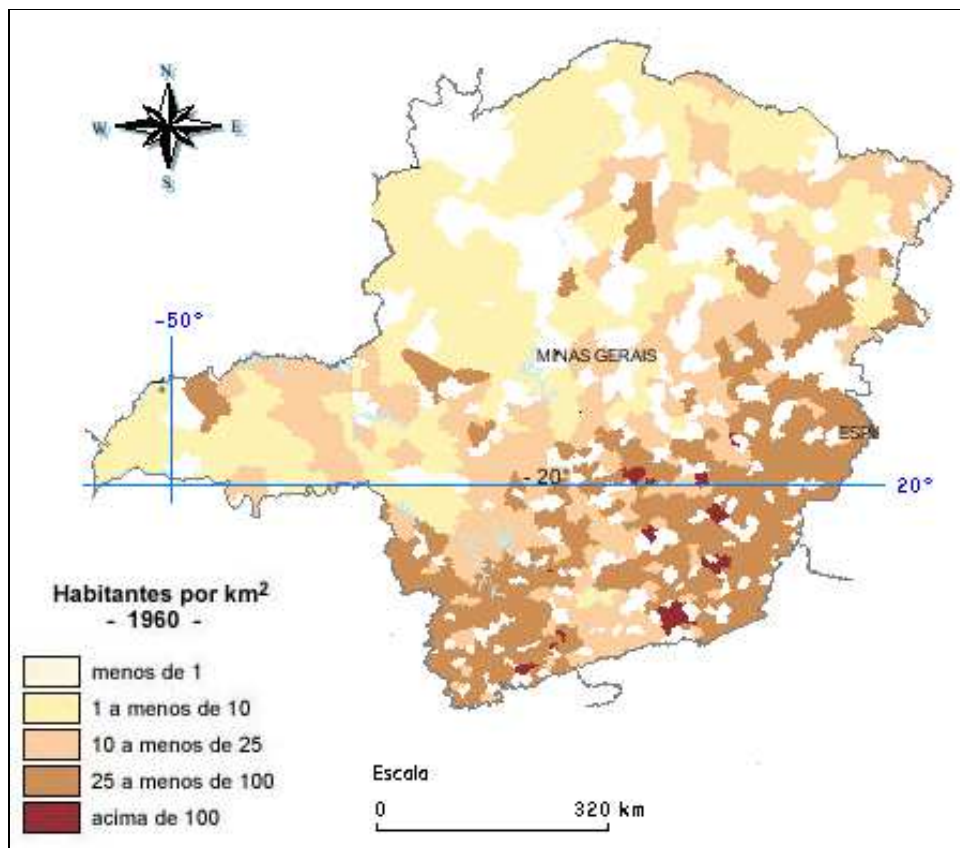 N
W E
S
-50°
MINAS GERAIS
ESPÍ
- 20°
20°
Habitantes por km²
- 1960 -
menos de 1
1 a menos de 10
10 a menos de 25
25 a menos de 100
acima de 100
Escala
0 320 km